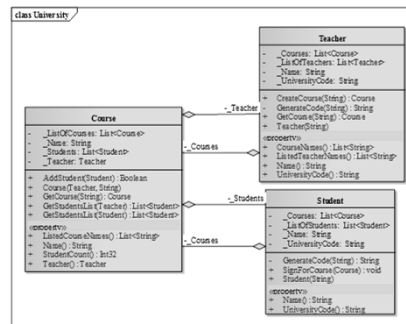 class University
Teacher
- _Courses: List<Course>
- _ListOfTeachers: List<Teacher>
- _Name: String
- _UniversityCode: String
+ CreateCourse(String) : Course
- GenerateCode(String) : String
+ GetCourse(String) : Course
+ Teacher(String)
«property»
+ CourseNames() : List<String>
+ ListedTeacherNames() : List<String>
+ Name() : String
+ UniversityCode() : String
-_Teacher
-_Courses
Course
- _ListOfCourses: List<Course>
- _Name: String
- _Students: List<Student>
- _Teacher: Teacher
+ AddStudent(Student) : Boolean
+ Course(Teacher, String)
+ GetCourse(String) : Course
+ GetStudentsList(Teacher) : List<Student>
+ GetStudentsList(Student) : List<Student>
«property»
+ ListedCourseNames() : List<String>
+ Name() : String
+ StudentCount() : Int32
+ Teacher() : Teacher
-_Students
-_Courses
Student
- _Courses: List<Course>
- _ListOfStudents: List<Student>
- _Name: String
- _UniversityCode: String
- GenerateCode(String) : String
+ SignForCourse(Course) : void
+ Student(String)
«property»
+ Name() : String
+ UniversityCode() : String